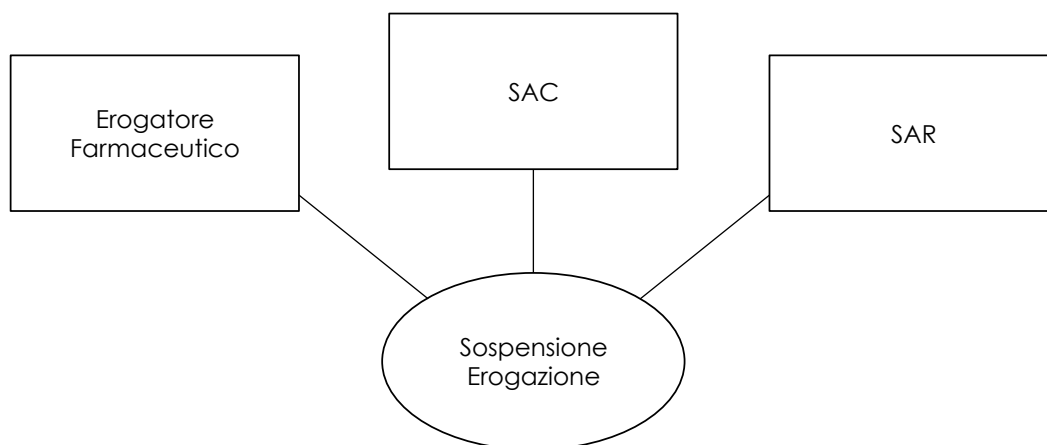 Erogatore
Farmaceutico
SAC
SAR
Sospensione
Erogazione